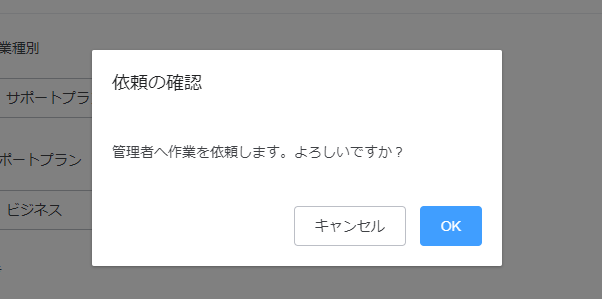 業種別
サポートプラ
ポートプラン
ビジネス
依頼の確認
管理者へ作業を依頼します。よろしいですか？
キャンセル
OK